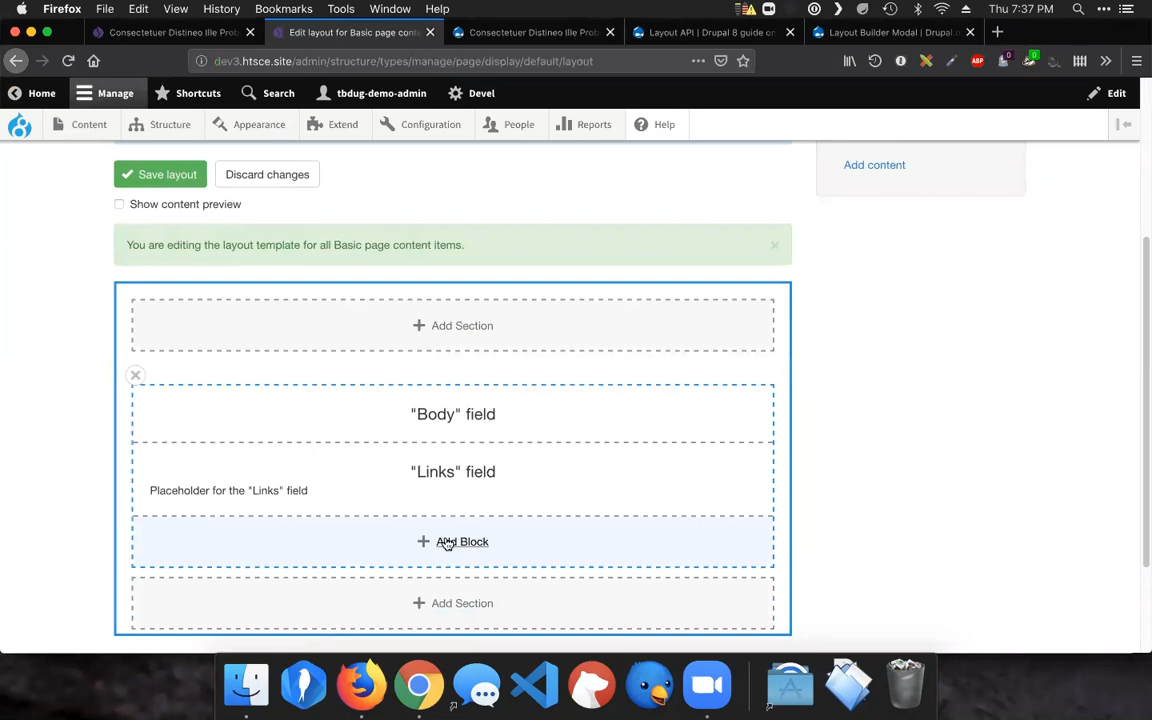 Firefox File Edit View History Bookmarks Tools Window Help Thu 7:37 PM
Consectetuer Distineo Ille Prob Edit layout for Basic page conte Consectetuer Distineo Ille Prob Layout API | Drupal 8 guide on Layout Builder Modal | Drupal.o
dev3.htsce.site/admin/structure/types/manage/page/display/default/layout
ABP 0 0
Home Manage Shortcuts Search tbdug-demo-admin Devel Edit
Content Structure Appearance Extend Configuration People Reports Help
Add content
Save layout Discard changes
Show content preview
You are editing the layout template for all Basic page content items.
Add Section
"Body" field
"Links" field
Placeholder for the "Links" field
Add Block
Add Section